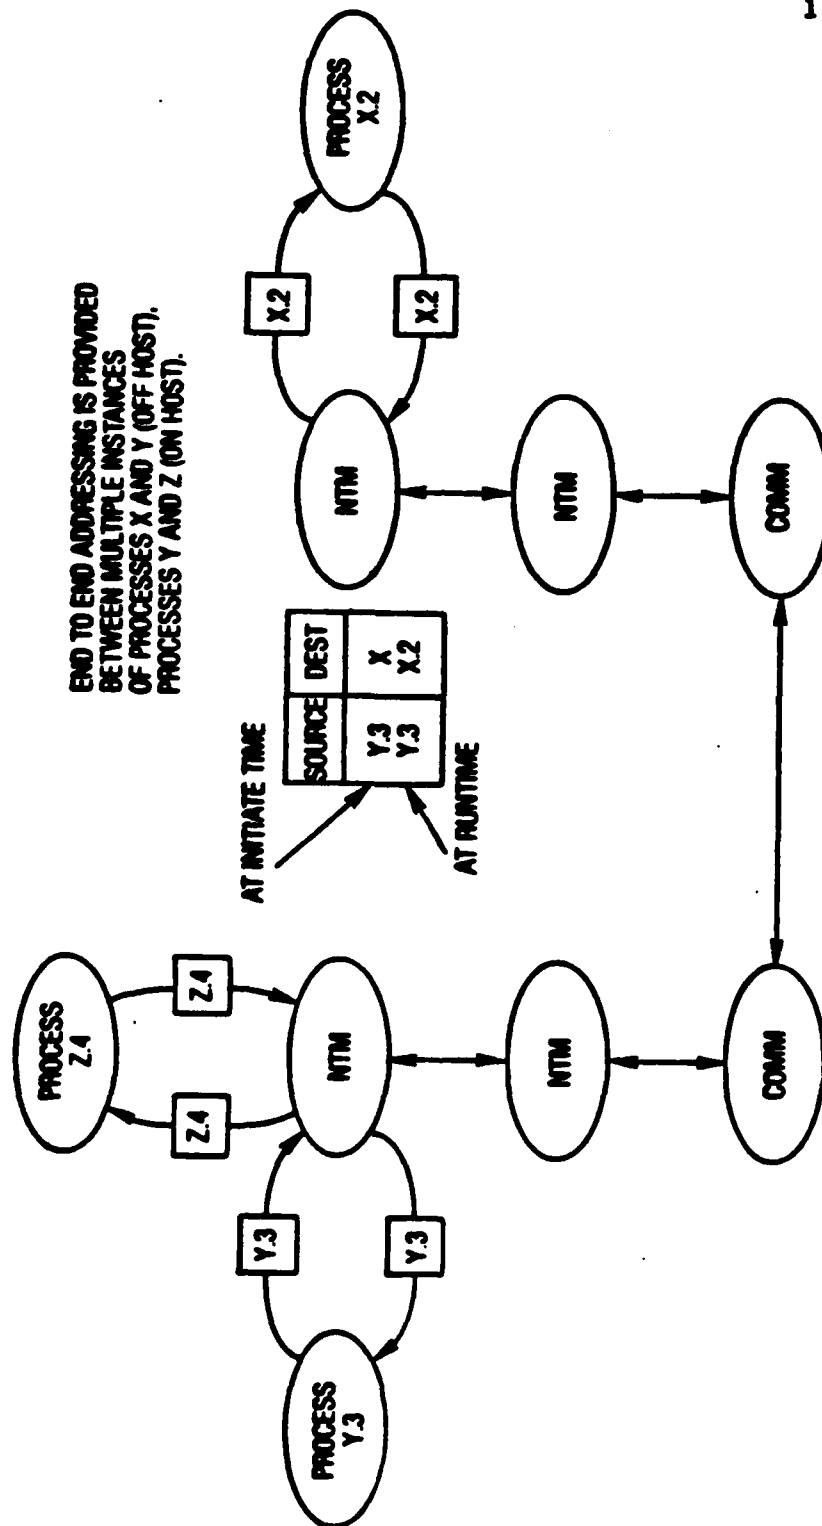 END TO END ADDRESSING IS PROVIDED
BETWEEN MULTIPLE INSTANCES
OF PROCESSES X AND Y (OFF HOST),
PROCESSES Y AND Z (ON HOST).
PROCESS
Z.4
Z.4
Z.4
AT INITIATE TIME
SOURCE DEST
Y.3 X
Y.3 X.2
AT RUNTIME
PROCESS
Y.3
Y.3
Y.3
NTM
NTM
X.2
X.2
PROCESS
X.2
NTM
NTM
COMM
COMM
1